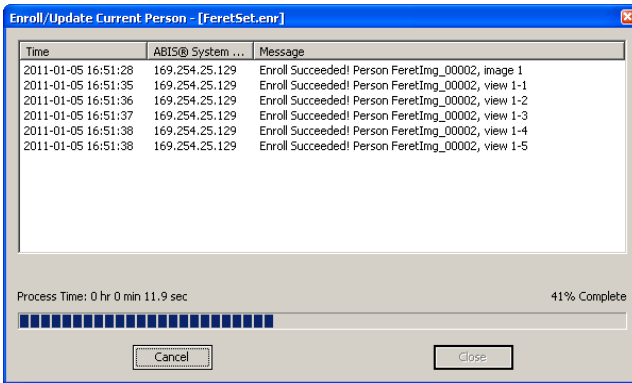 Enroll/Update Current Person - [FeretSet.enr]
Time ABIS® System ... Message
2011-01-05 16:51:28 169.254.25.129 Enroll Succeeded! Person FeretImg_00002, image 1
2011-01-05 16:51:35 169.254.25.129 Enroll Succeeded! Person FeretImg_00002, view 1-1
2011-01-05 16:51:36 169.254.25.129 Enroll Succeeded! Person FeretImg_00002, view 1-2
2011-01-05 16:51:37 169.254.25.129 Enroll Succeeded! Person FeretImg_00002, view 1-3
2011-01-05 16:51:38 169.254.25.129 Enroll Succeeded! Person FeretImg_00002, view 1-4
2011-01-05 16:51:38 169.254.25.129 Enroll Succeeded! Person FeretImg_00002, view 1-5
Process Time: 0 hr 0 min 11.9 sec 41% Complete
Cancel Close